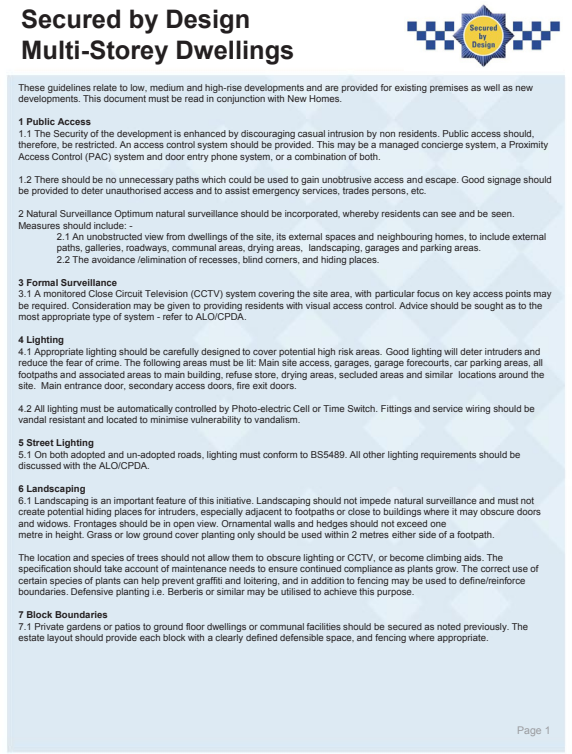 Secured by Design
Multi-Storey Dwellings
Secured
by
Design
These guidelines relate to low, medium and high-rise developments and are provided for existing premises as well as new
developments. This document must be read in conjunction with New Homes.
1 Public Access
1.1 The Security of the development is enhanced by discouraging casual intrusion by non residents. Public access should,
therefore, be restricted. An access control system should be provided. This may be a managed concierge system, a Proximity
Access Control (PAC) system and door entry phone system, or a combination of both.
1.2 There should be no unnecessary paths which could be used to gain unobtrusive access and escape. Good signage should
be provided to deter unauthorised access and to assist emergency services, trades persons, etc.
2 Natural Surveillance Optimum natural surveillance should be incorporated, whereby residents can see and be seen.
Measures should include: -
2.1 An unobstructed view from dwellings of the site, its external spaces and neighbouring homes, to include external
paths, galleries, roadways, communal areas, drying areas, landscaping, garages and parking areas.
2.2 The avoidance /elimination of recesses, blind corners, and hiding places.
3 Formal Surveillance
3.1 A monitored Close Circuit Television (CCTV) system covering the site area, with particular focus on key access points may
be required. Consideration may be given to providing residents with visual access control. Advice should be sought as to the
most appropriate type of system - refer to ALO/CPDA.
4 Lighting
4.1 Appropriate lighting should be carefully designed to cover potential high risk areas. Good lighting will deter intruders and
reduce the fear of crime. The following areas must be lit: Main site access, garages, garage forecourts, car parking areas, all
footpaths and associated areas to main building, refuse store, drying areas, secluded areas and similar locations around the
site. Main entrance door, secondary access doors, fire exit doors.
4.2 All lighting must be automatically controlled by Photo-electric Cell or Time Switch. Fittings and service wiring should be
vandal resistant and located to minimise vulnerability to vandalism.
5 Street Lighting
5.1 On both adopted and un-adopted roads, lighting must conform to BS5489. All other lighting requirements should be
discussed with the ALO/CPDA.
6 Landscaping
6.1 Landscaping is an important feature of this initiative. Landscaping should not impede natural surveillance and must not
create potential hiding places for intruders, especially adjacent to footpaths or close to buildings where it may obscure doors
and widows. Frontages should be in open view. Ornamental walls and hedges should not exceed one
metre in height. Grass or low ground cover planting only should be used within 2 metres either side of a footpath.
The location and species of trees should not allow them to obscure lighting or CCTV, or become climbing aids. The
specification should take account of maintenance needs to ensure continued compliance as plants grow. The correct use of
certain species of plants can help prevent graffiti and loitering, and in addition to fencing may be used to define/reinforce
boundaries. Defensive planting i.e. Berberis or similar may be utilised to achieve this purpose.
7 Block Boundaries
7.1 Private gardens or patios to ground floor dwellings or communal facilities should be secured as noted previously. The
estate layout should provide each block with a clearly defined defensible space, and fencing where appropriate.
Page 1